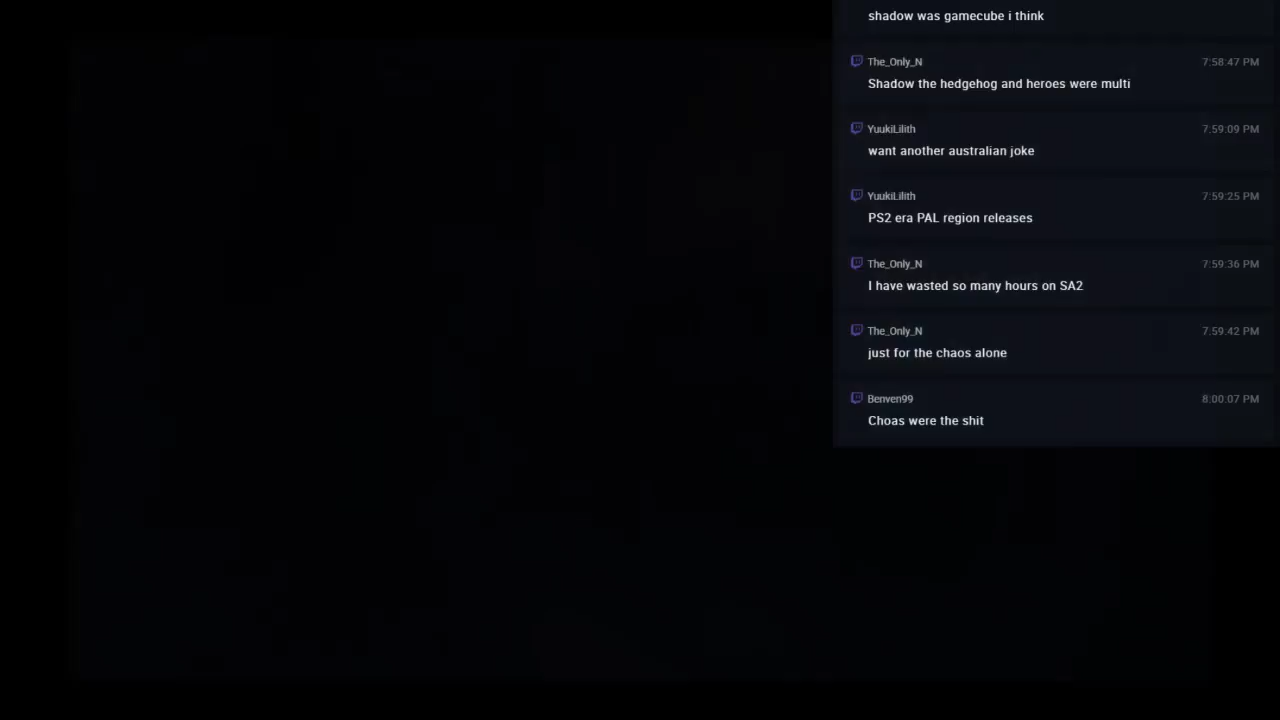 shadow was gamecube i think
The_Only_N 7:58:47 PM
Shadow the hedgehog and heroes were multi
YuukiLilith 7:59:09 PM
want another australian joke
YuukiLilith 7:59:25 PM
PS2 era PAL region releases
The_Only_N 7:59:36 PM
I have wasted so many hours on SA2
The_Only_N 7:59:42 PM
just for the chaos alone
Benven99 8:00:07 PM
Choas were the shit